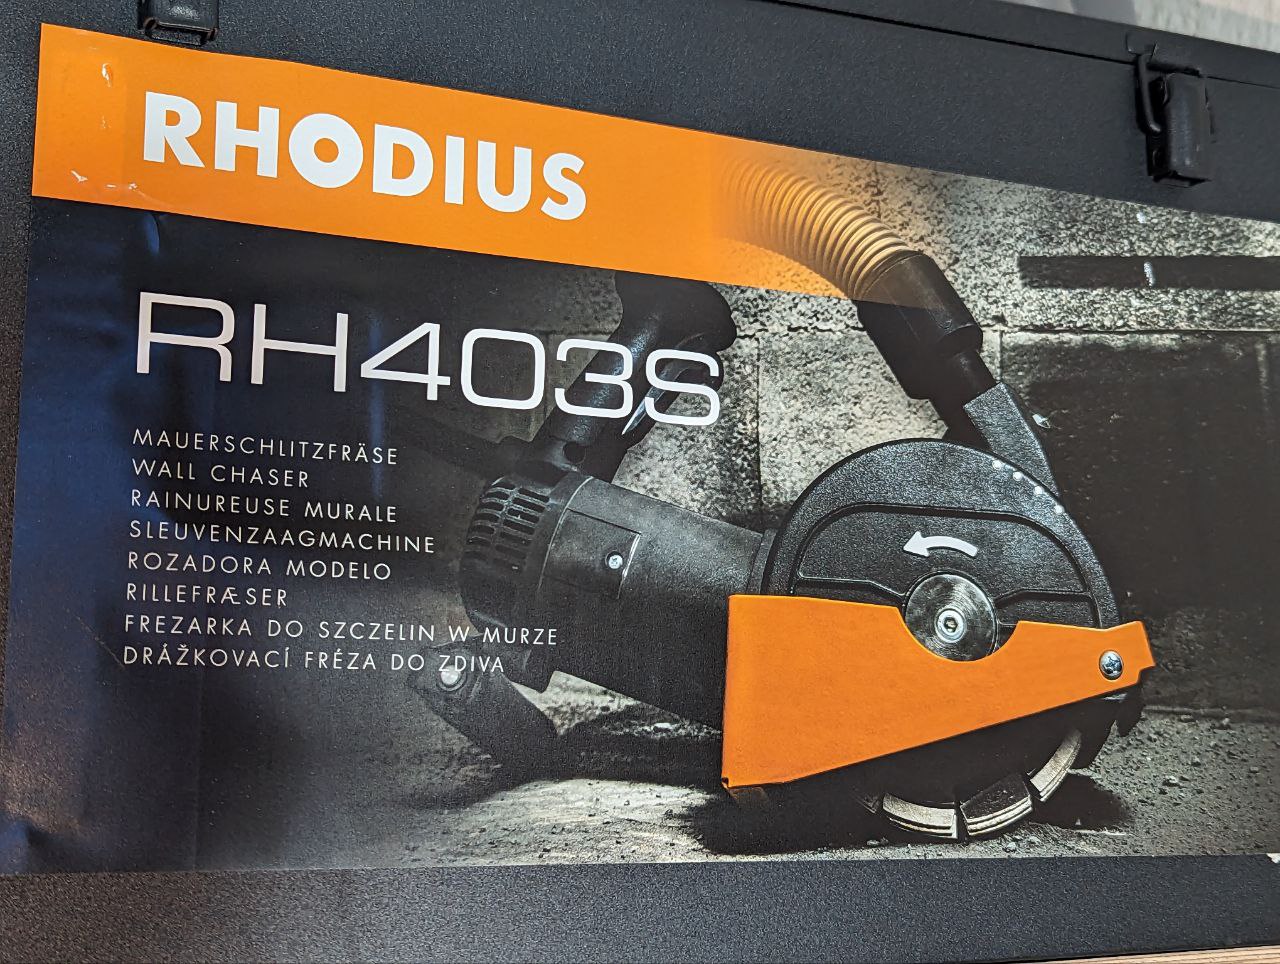 RHODIUS
RH403S
MAUERSCHLITZFRÄSE
WALL CHASER
RAINUREUSE MURALE
SLEUVENZAAGMACHINE
ROZADORA MODELO
RILLEFRÆSER
FREZARKA DO SZCZELIN W MURZE
DRÁŽKOVACÍ FRÉZA DO ZDIVA